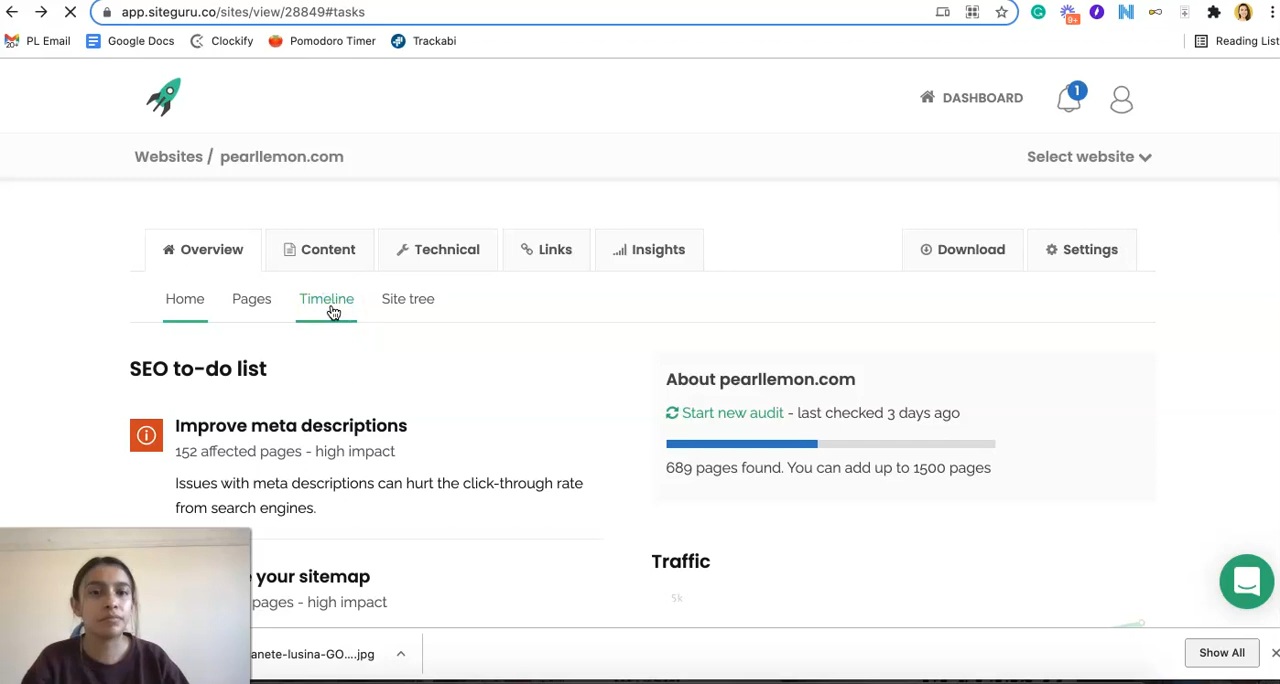 app.siteguru.co/sites/view/28849#tasks
9+
PL Email
Google Docs
Clockify
Pomodoro Timer
Trackabi
Reading List
DASHBOARD
1
Websites / pearllemon.com
Select website
Overview
Content
Technical
Links
Insights
Download
Settings
Home
Pages
Timeline
Site tree
SEO to-do list
Improve meta descriptions
152 affected pages - high impact
Issues with meta descriptions can hurt the click-through rate
from search engines.
your sitemap
pages - high impact
About pearllemon.com
Start new audit - last checked 3 days ago
689 pages found. You can add up to 1500 pages
Traffic
5k
anete-lusina-GO....jpg
Show All